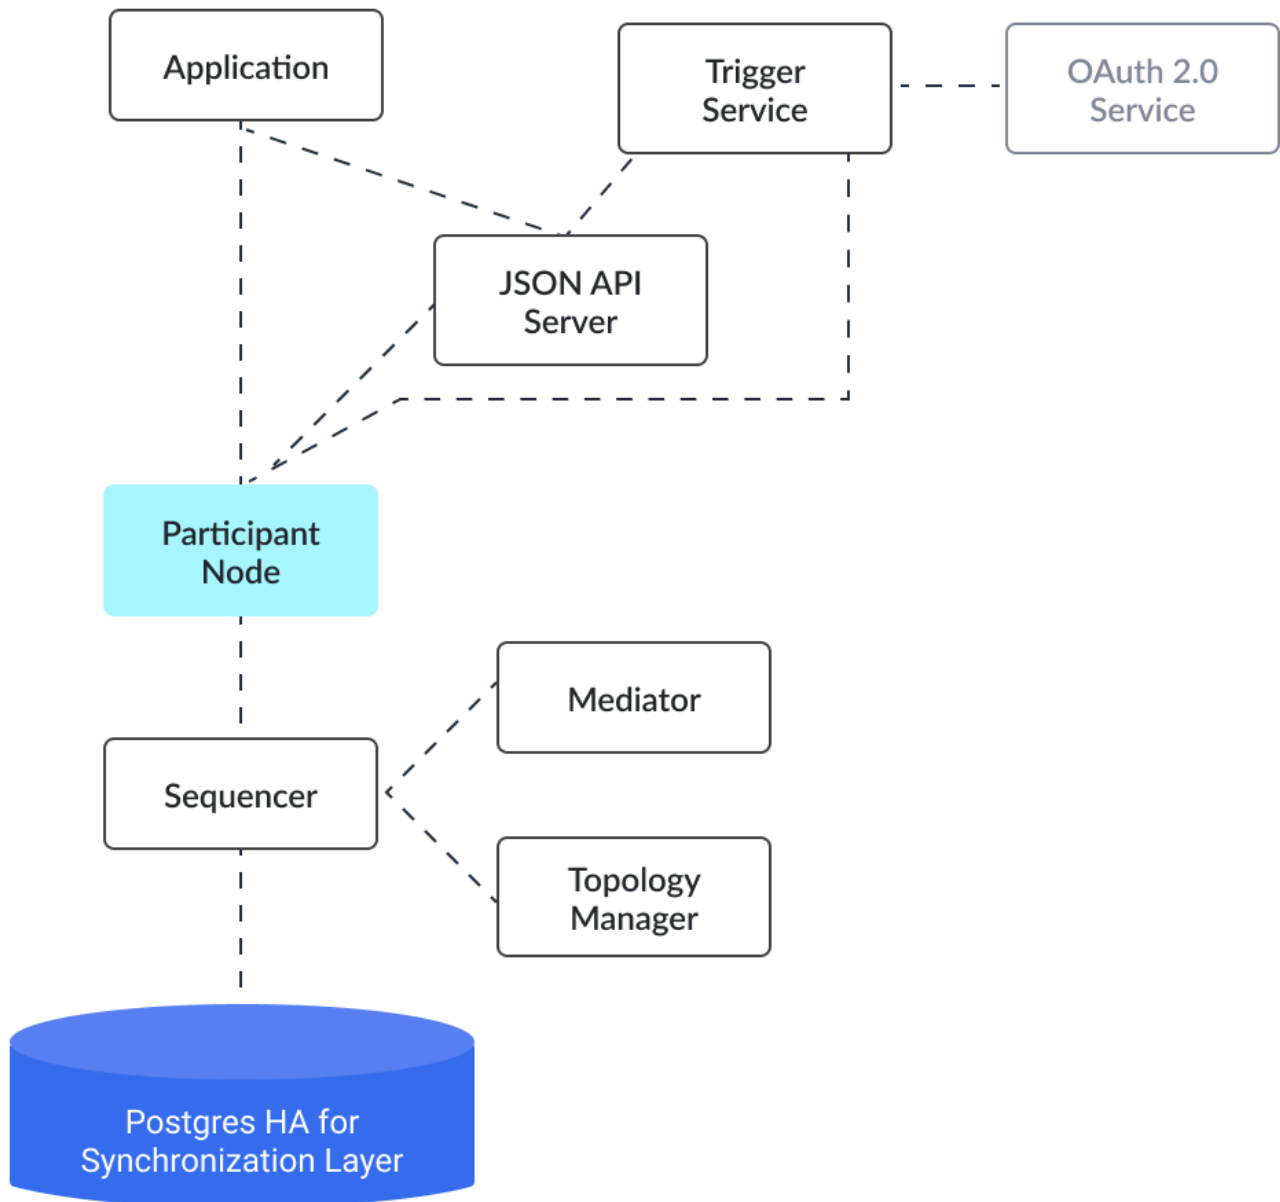 Application
Trigger
Service
OAuth 2.0
Service
JSON API
Server
Participant
Node
Mediator
Sequencer
Topology
Manager
Postgres HA for
Synchronization Layer